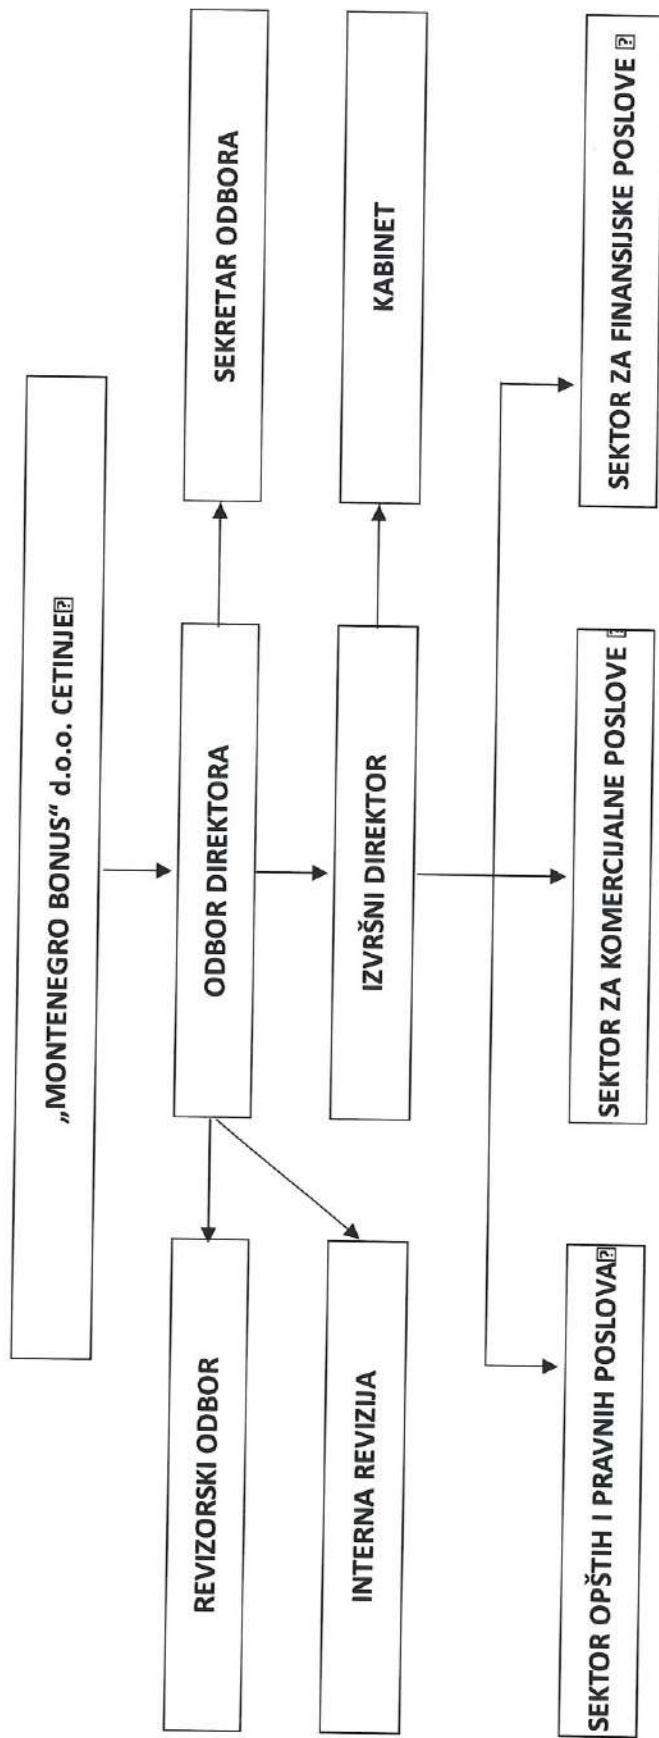 „MONTENEGRO BONUS“ d.o.o. CETINJE
REVIZORSKI ODBOR
ODBOR DIREKTORA
SEKRETAR ODBORA
INTERNA REVIZIJA
IZVRŠNI DIREKTOR
KABINET
SEKTOR OPŠTIH I PRAVNIH POSLOVA
SEKTOR ZA KOMERCIJALNE POSLOVE
SEKTOR ZA FINANSIJSKE POSLOVE